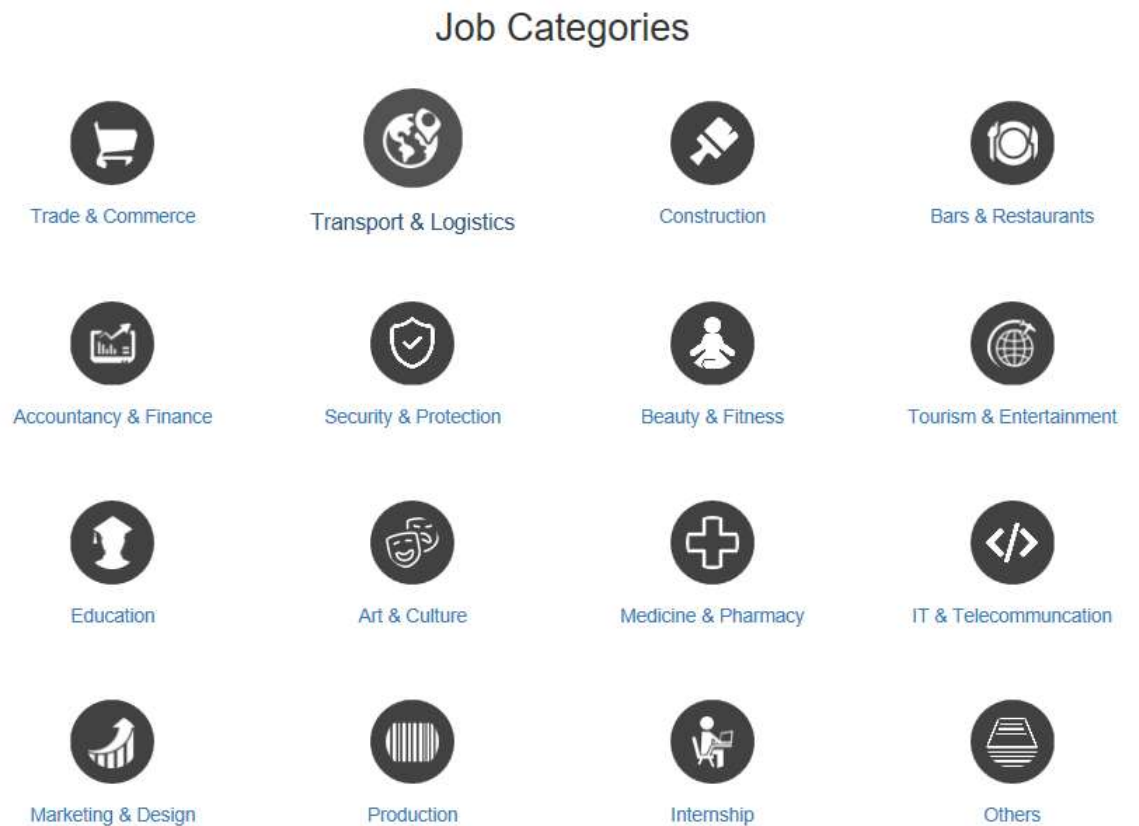 Job Categories
Trade & Commerce
Transport & Logistics
Construction
Bars & Restaurants
Accountancy & Finance
Security & Protection
Beauty & Fitness
Tourism & Entertainment
Education
Art & Culture
Medicine & Pharmacy
IT & Telecommuncation
Marketing & Design
Production
Internship
Others